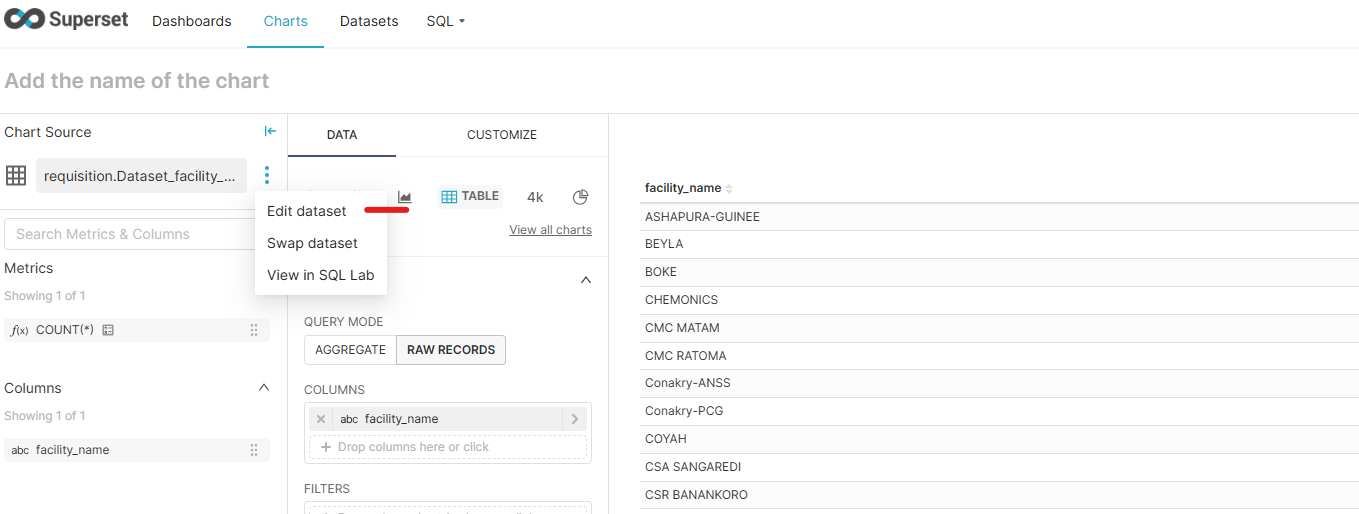 Superset Dashboards Charts Datasets SQL
Add the name of the chart
Chart Source
requisition.Dataset_facility_...
Edit dataset
Swap dataset
View in SQL Lab
Search Metrics & Columns
Metrics
Showing 1 of 1
f(x) COUNT(*)
Columns
Showing 1 of 1
abc facility_name
DATA CUSTOMIZE
TABLE 4k
View all charts
QUERY MODE
AGGREGATE RAW RECORDS
COLUMNS
abc facility_name
Drop columns here or click
FILTERS
facility_name
ASHAPURA-GUINEE
BEYLA
BOKE
CHEMONICS
CMC MATAM
CMC RATOMA
Conakry-ANSS
Conakry-PCG
COYAH
CSA SANGAREDI
CSR BANANKORO